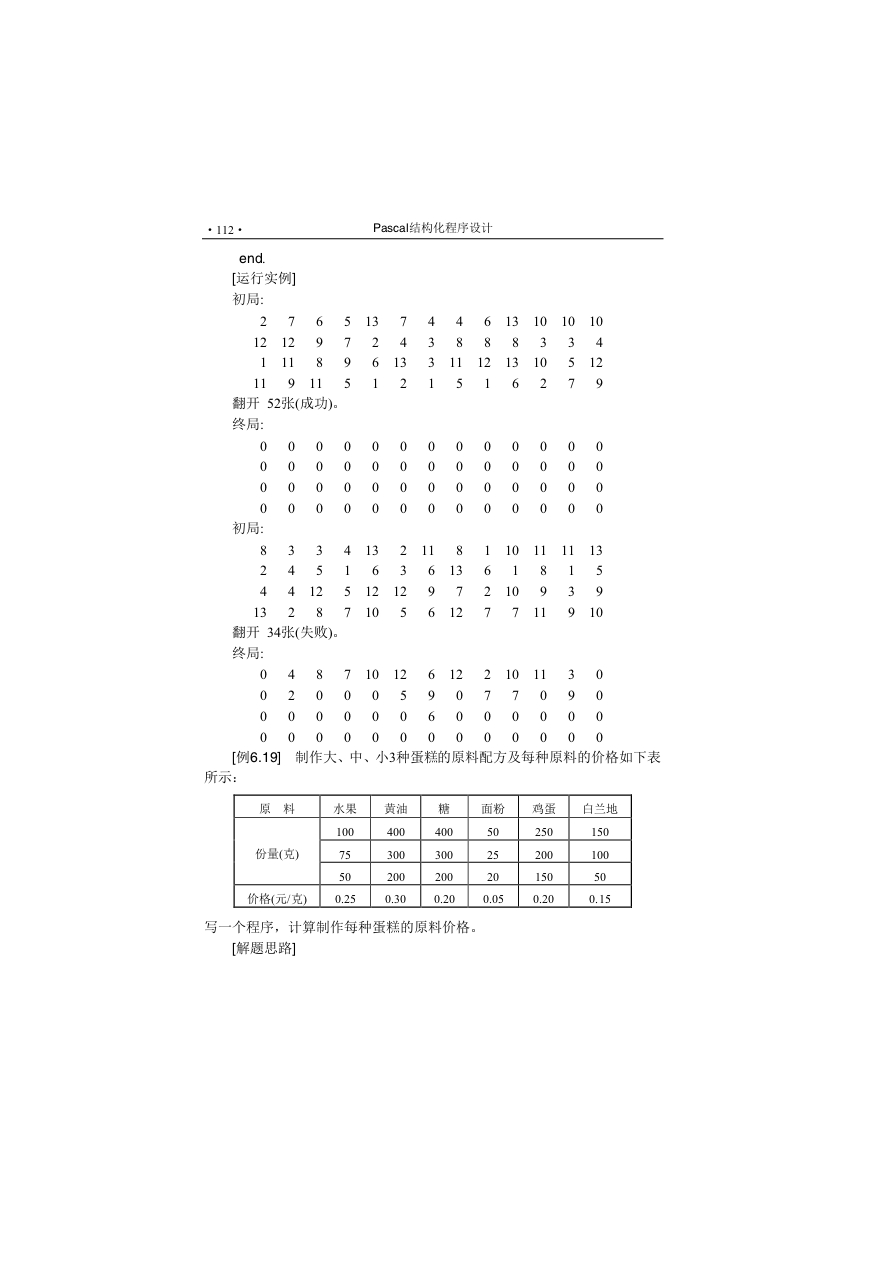 ·112· Pascal结构化程序设计
end.
[运行实例]
初局:
2 7 6 5 13 7 4 4 6 13 10 10 10
12 12 9 7 2 4 3 8 8 8 3 3 4
1 11 8 9 6 13 3 11 12 13 10 5 12
11 9 11 5 1 2 1 5 1 6 2 7 9
翻开 52张(成功)。
终局:
0 0 0 0 0 0 0 0 0 0 0 0 0
0 0 0 0 0 0 0 0 0 0 0 0 0
0 0 0 0 0 0 0 0 0 0 0 0 0
0 0 0 0 0 0 0 0 0 0 0 0 0
初局:
8 3 3 4 13 2 11 8 1 10 11 11 13
2 4 5 1 6 3 6 13 6 1 8 1 5
4 4 12 5 12 12 9 7 2 10 9 3 9
13 2 8 7 10 5 6 12 7 7 11 9 10
翻开 34张(失败)。
终局:
0 4 8 7 10 12 6 12 2 10 11 3 0
0 2 0 0 0 5 9 0 7 7 0 9 0
0 0 0 0 0 0 6 0 0 0 0 0 0
0 0 0 0 0 0 0 0 0 0 0 0 0
[例6.19] 制作大、中、小3种蛋糕的原料配方及每种原料的价格如下表
所示：
原 料 水果 黄油 糖 面粉 鸡蛋 白兰地
100 400 400 50 250 150
份量(克) 75 300 300 25 200 100
50 200 200 20 150 50
价格(元/克) 0.25 0.30 0.20 0.05 0.20 0.15
写一个程序，计算制作每种蛋糕的原料价格。
[解题思路]